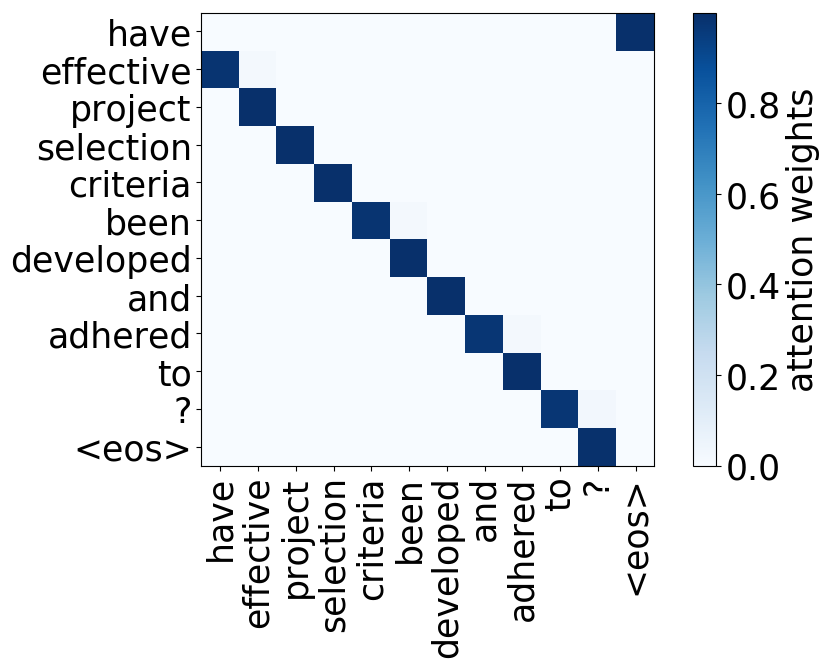 have
effective
project
selection
criteria
been
developed
and
adhered
to
?
<eos>
have
effective
project
selection
criteria
been
developed
and
adhered
to
?
<eos>
0.8
0.6
0.4
0.2
0.0
attention weights